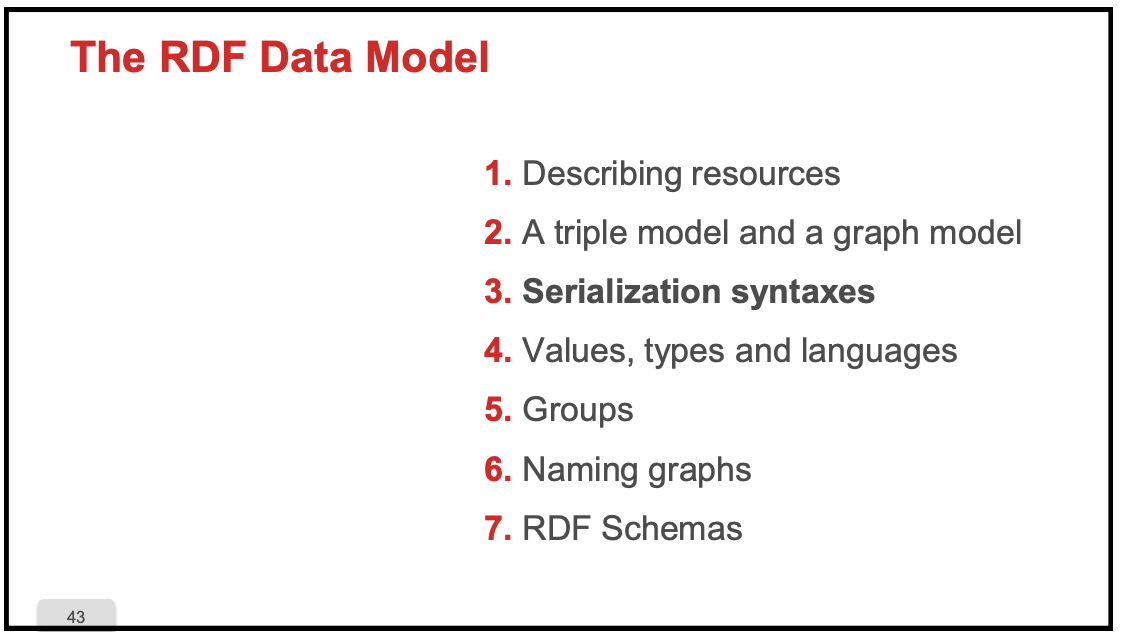 The RDF Data Model
1. Describing resources
2. A triple model and a graph model
3. Serialization syntaxes
4. Values, types and languages
5. Groups
6. Naming graphs
7. RDF Schemas
43